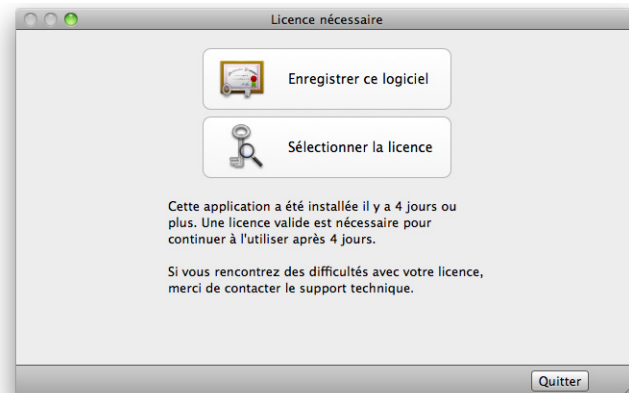 Licence nécessaire
Enregistrer ce logiciel
Sélectionner la licence
Cette application a été installée il y a 4 jours ou
plus. Une licence valide est nécessaire pour
continuer à l'utiliser après 4 jours.
Si vous rencontrez des difficultés avec votre licence,
merci de contacter le support technique.
Quitter